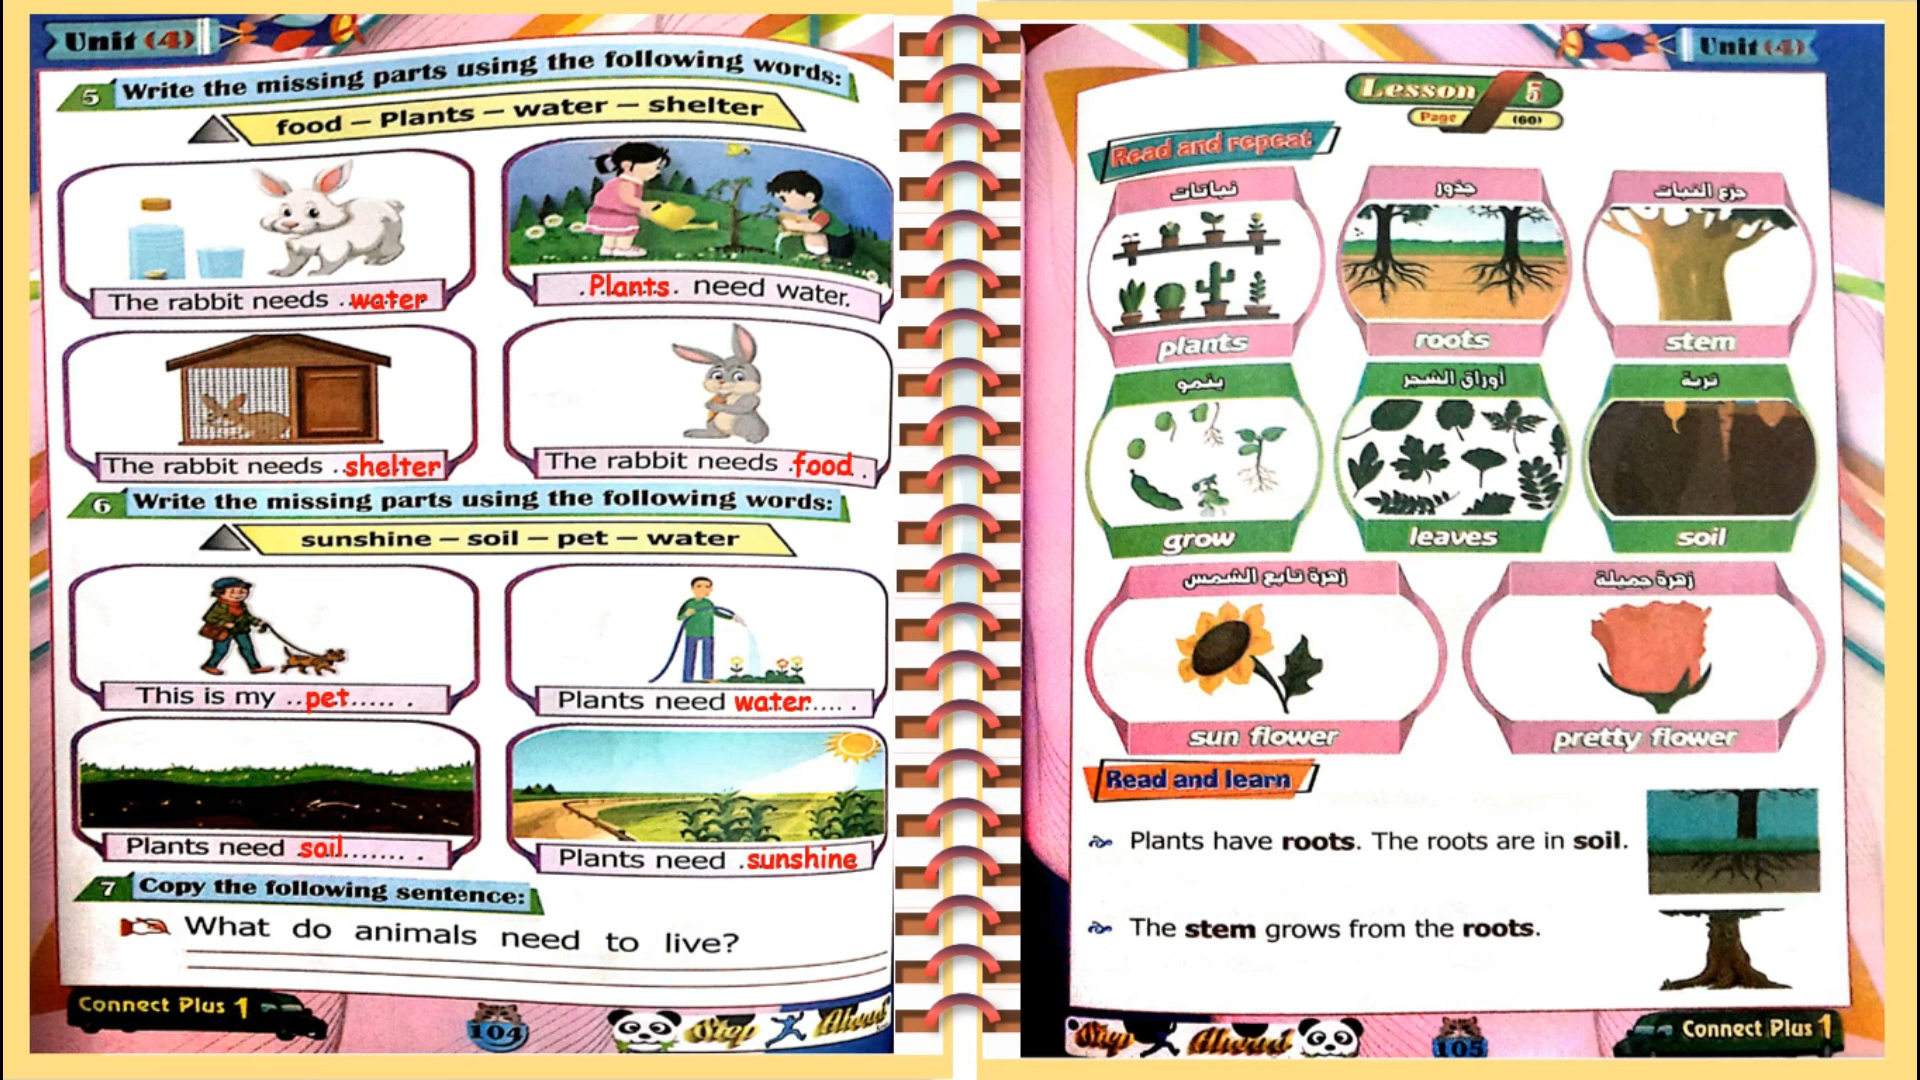 Unit (4)
5 Write the missing parts using the following words:
food – Plants – water – shelter
The rabbit needs ..water
.Plants. need water.
The rabbit needs ..shelter
The rabbit needs .food .
6 Write the missing parts using the following words:
sunshine – soil – pet – water
This is my ..pet..... .
Plants need water.... .
Plants need soil....... .
Plants need .sunshine
7 Copy the following sentence:
What do animals need to live?
Connect Plus 1
104
Step Ahead
Unit (4)
Lesson 5
Page (60)
Read and repeat
نباتات
جذور
جزع النبات
plants
roots
stem
ينمو
أوراق الشجر
تربة
grow
leaves
soil
زهرة تابع الشمس
زهرة جميلة
sun flower
pretty flower
Read and learn
Plants have roots. The roots are in soil.
The stem grows from the roots.
Step Ahead
105
Connect Plus 1